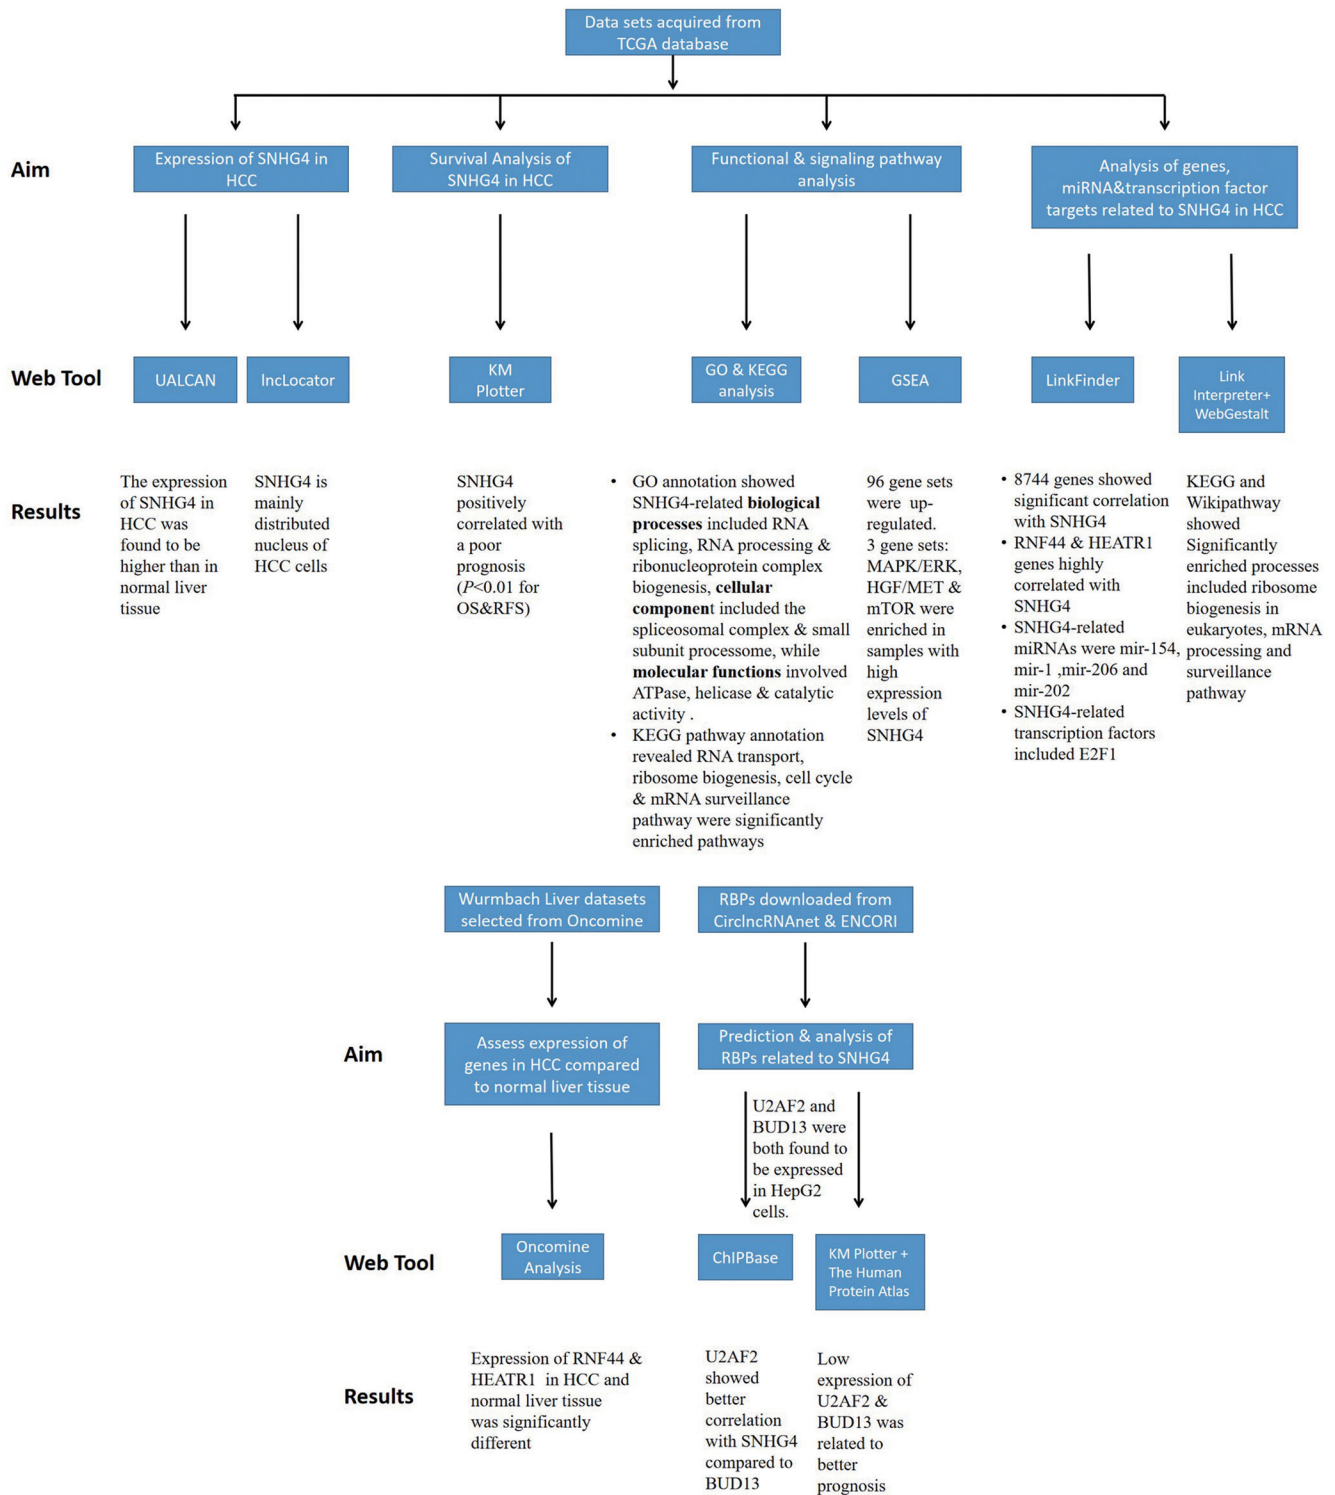 Data sets acquired from
TCGA database
Aim
Expression of SNHG4 in
HCC
Survival Analysis of
SNHG4 in HCC
Functional & signaling pathway
analysis
Analysis of genes,
miRNA&transcription factor
targets related to SNHG4 in HCC
Web Tool
UALCAN
lncLocator
KM
Plotter
GO & KEGG
analysis
GSEA
LinkFinder
Link
Interpreter+
WebGestalt
Results
The expression
of SNHG4 in
HCC was
found to be
higher than in
normal liver
tissue
SNHG4 is
mainly
distributed
nucleus of
HCC cells
SNHG4
positively
correlated with
a poor
prognosis
(P<0.01 for
OS&RFS)
• GO annotation showed
SNHG4-related biological
processes included RNA
splicing, RNA processing &
ribonucleoprotein complex
biogenesis, cellular
component included the
spliceosomal complex & small
subunit processome, while
molecular functions involved
ATPase, helicase & catalytic
activity .
• KEGG pathway annotation
revealed RNA transport,
ribosome biogenesis, cell cycle
& mRNA surveillance
pathway were significantly
enriched pathways
96 gene sets
were up-
regulated.
3 gene sets:
MAPK/ERK,
HGF/MET &
mTOR were
enriched in
samples with
high
expression
levels of
SNHG4
• 8744 genes showed
significant correlation
with SNHG4
• RNF44 & HEATR1
genes highly
correlated with
SNHG4
• SNHG4-related
miRNAs were mir-154,
mir-1 ,mir-206 and
mir-202
• SNHG4-related
transcription factors
included E2F1
KEGG and
Wikipathway
showed
Significantly
enriched processes
included ribosome
biogenesis in
eukaryotes, mRNA
processing and
surveillance
pathway
Wurmbach Liver datasets
selected from Oncomine
RBPs downloaded from
CirclncRNAnet & ENCORI
Aim
Assess expression of
genes in HCC compared
to normal liver tissue
Prediction & analysis of
RBPs related to SNHG4
U2AF2 and
BUD13 were
both found to
be expressed
in HepG2
cells.
Web Tool
Oncomine
Analysis
ChIPBase
KM Plotter +
The Human
Protein Atlas
Results
Expression of RNF44 &
HEATR1 in HCC and
normal liver tissue
was significantly
different
U2AF2
showed
better
correlation
with SNHG4
compared to
BUD13
Low
expression of
U2AF2 &
BUD13 was
related to
better
prognosis